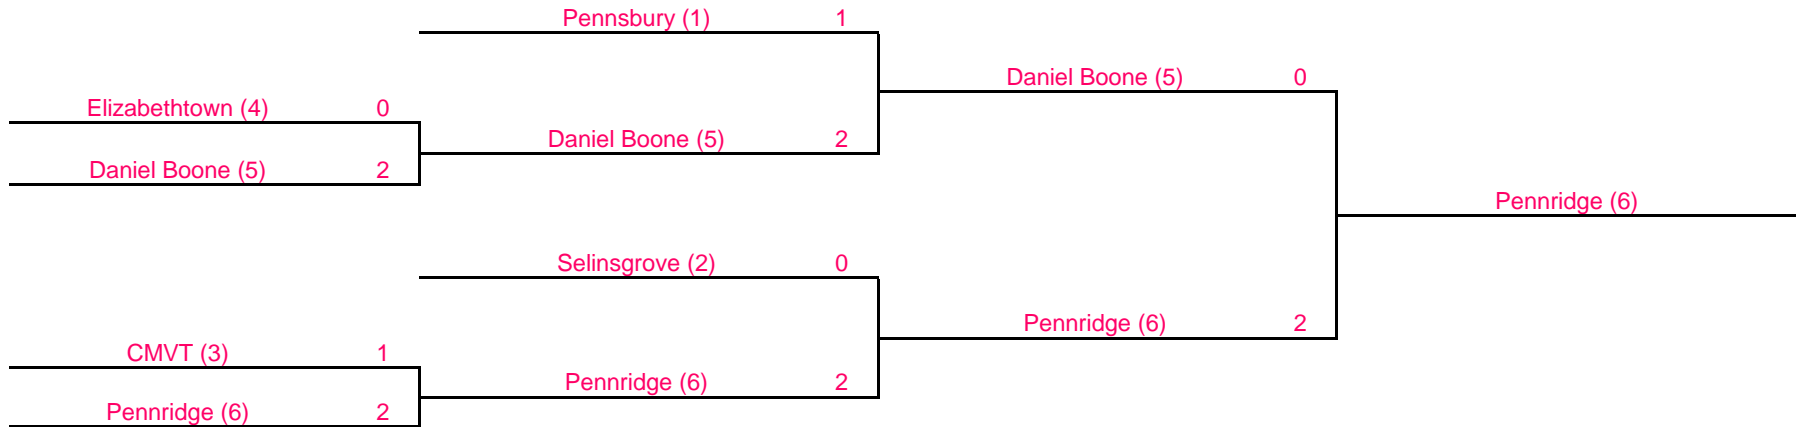 Pennsbury (1) 1
Daniel Boone (5) 0
Elizabethtown (4) 0
Daniel Boone (5) 2
Daniel Boone (5) 2
Pennridge (6)
Selinsgrove (2) 0
Pennridge (6) 2
CMVT (3) 1
Pennridge (6) 2
Pennridge (6) 2